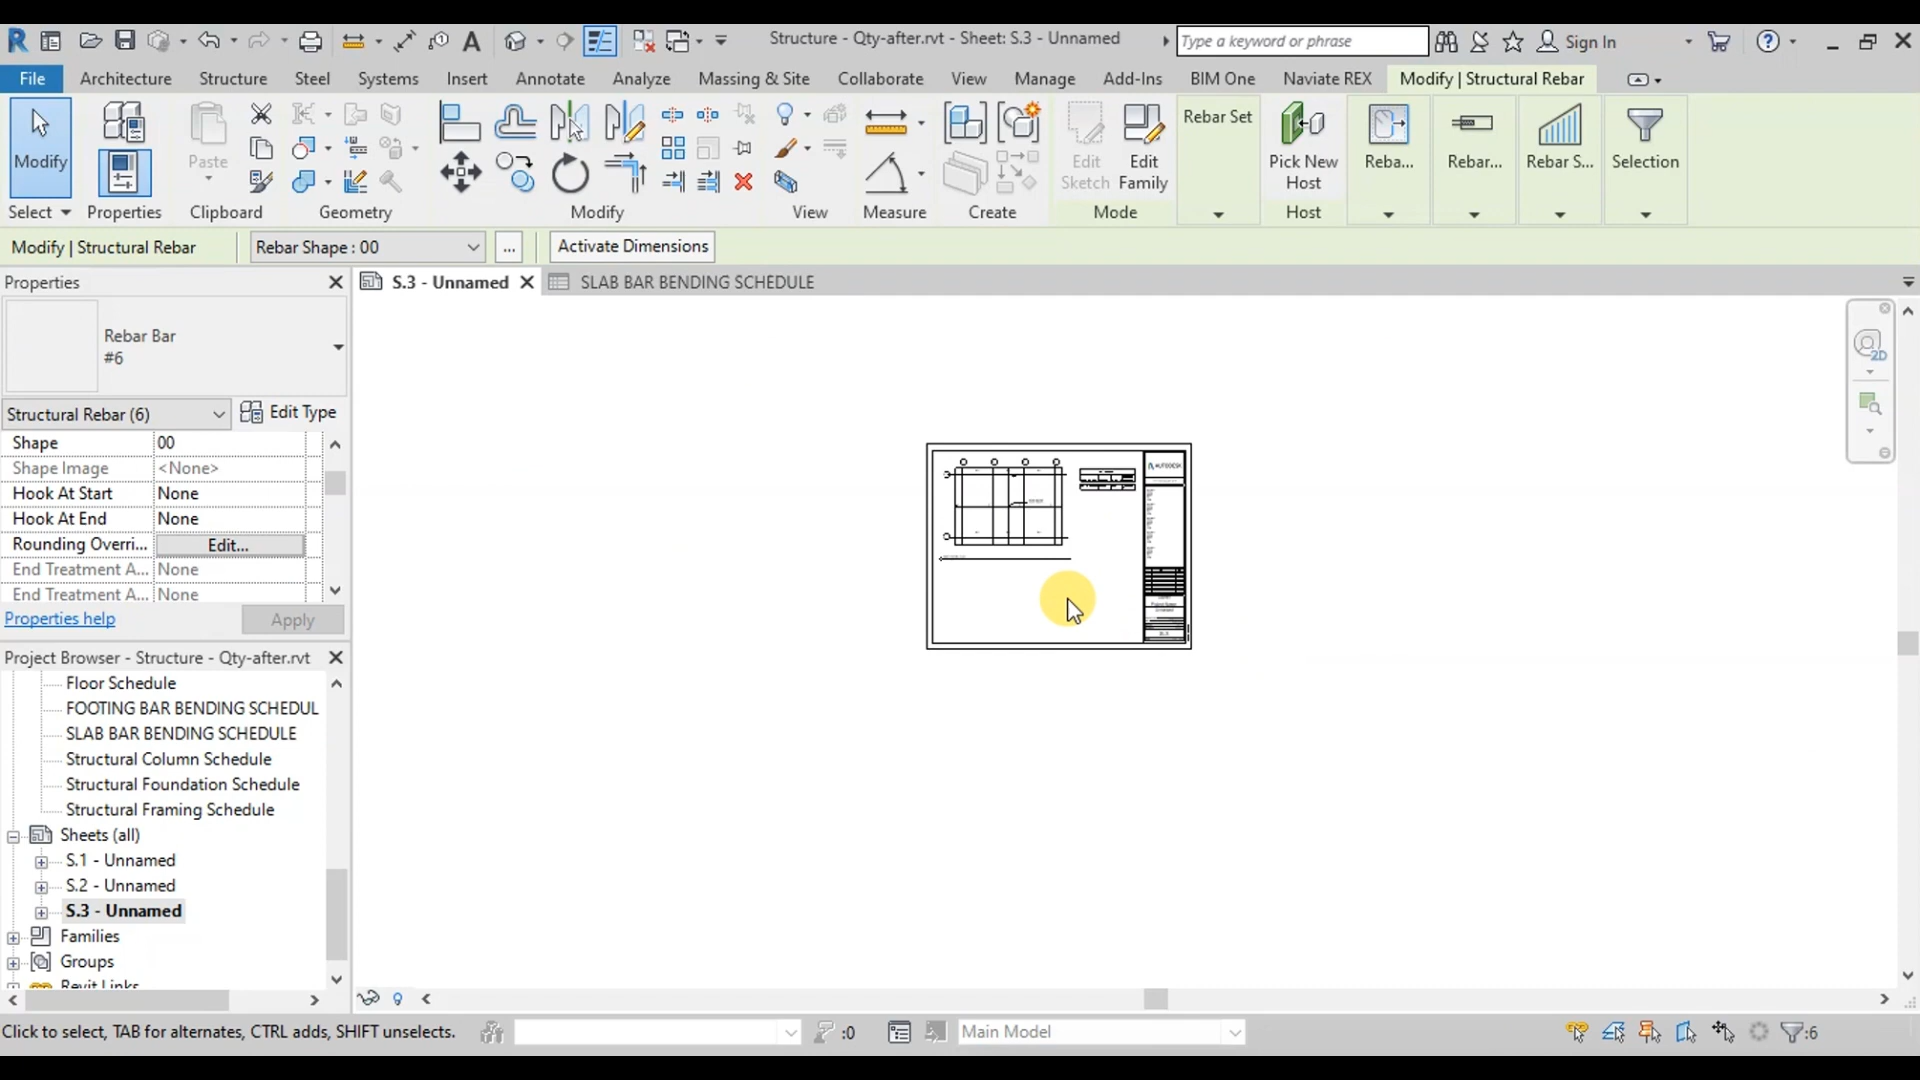 Structure - Qty-after.rvt - Sheet: S.3 - Unnamed
Type a keyword or phrase
Sign In
File
Architecture
Structure
Steel
Systems
Insert
Annotate
Analyze
Massing & Site
Collaborate
View
Manage
Add-Ins
BIM One
Naviate REX
Modify | Structural Rebar
Modify
Paste
Edit Sketch
Edit Family
Rebar Set
Pick New Host
Reba...
Rebar...
Rebar S...
Selection
Select
Properties
Clipboard
Geometry
Modify
View
Measure
Create
Mode
Host
Modify | Structural Rebar
Rebar Shape : 00
...
Activate Dimensions
Properties
S.3 - Unnamed
SLAB BAR BENDING SCHEDULE
Rebar Bar
#6
Structural Rebar (6)
Edit Type
Shape 00
Shape Image <None>
Hook At Start None
Hook At End None
Rounding Overri... Edit...
End Treatment A... None
End Treatment A... None
Properties help
Apply
Project Browser - Structure - Qty-after.rvt
Floor Schedule
FOOTING BAR BENDING SCHEDUL
SLAB BAR BENDING SCHEDULE
Structural Column Schedule
Structural Foundation Schedule
Structural Framing Schedule
Sheets (all)
S.1 - Unnamed
S.2 - Unnamed
S.3 - Unnamed
Families
Groups
Revit Links
AUTODESK
2D
Click to select, TAB for alternates, CTRL adds, SHIFT unselects.
:0
Main Model
:6